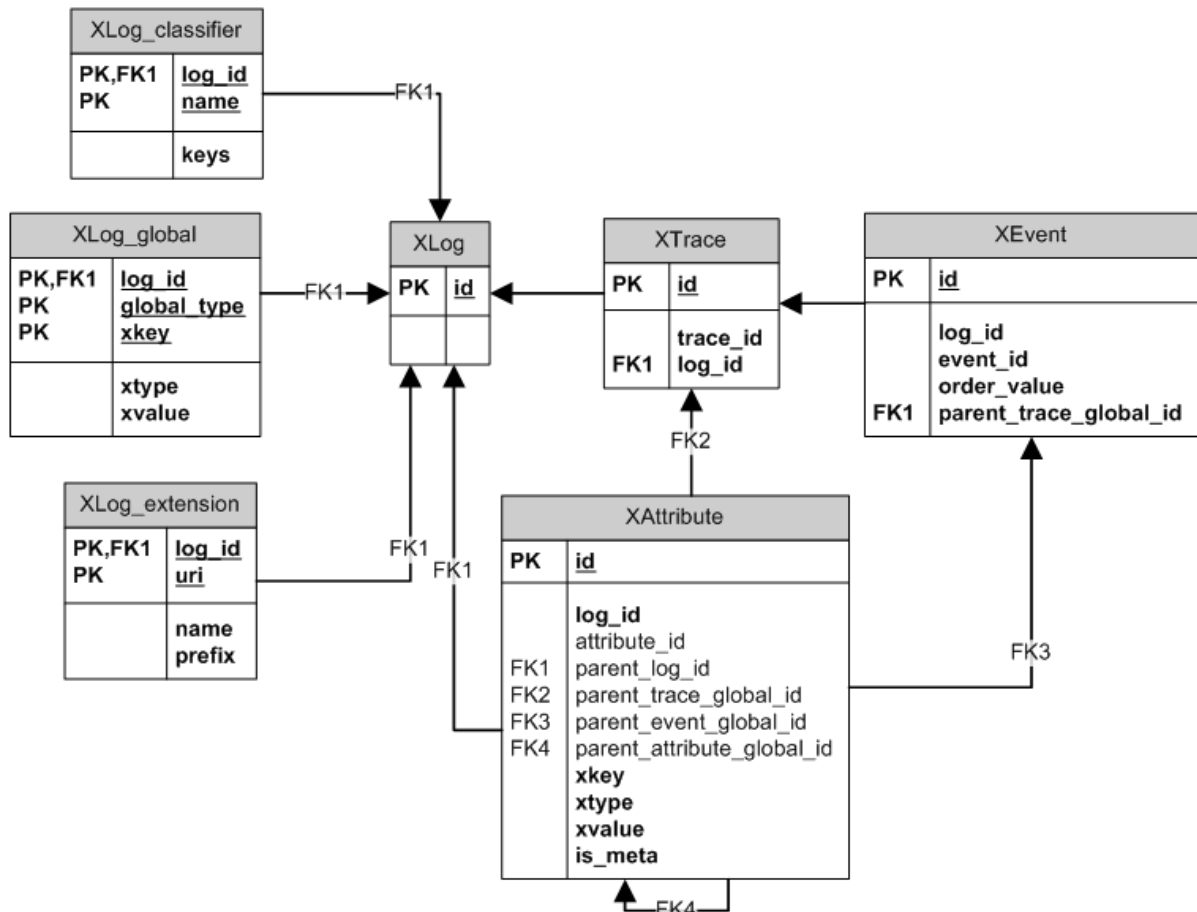 XLog_classifier
PK,FK1 log_id
PK name
keys
FK1
XLog_global
PK,FK1 log_id
PK global_type
PK xkey
xtype
xvalue
FK1
XLog
PK id
XTrace
PK id
trace_id
FK1 log_id
XEvent
PK id
log_id
event_id
order_value
FK1 parent_trace_global_id
FK2
XLog_extension
PK,FK1 log_id
PK uri
name
prefix
FK1
FK1
XAttribute
PK id
log_id
attribute_id
FK1 parent_log_id
FK2 parent_trace_global_id
FK3 parent_event_global_id
FK4 parent_attribute_global_id
xkey
xtype
xvalue
is_meta
FK3
FK4